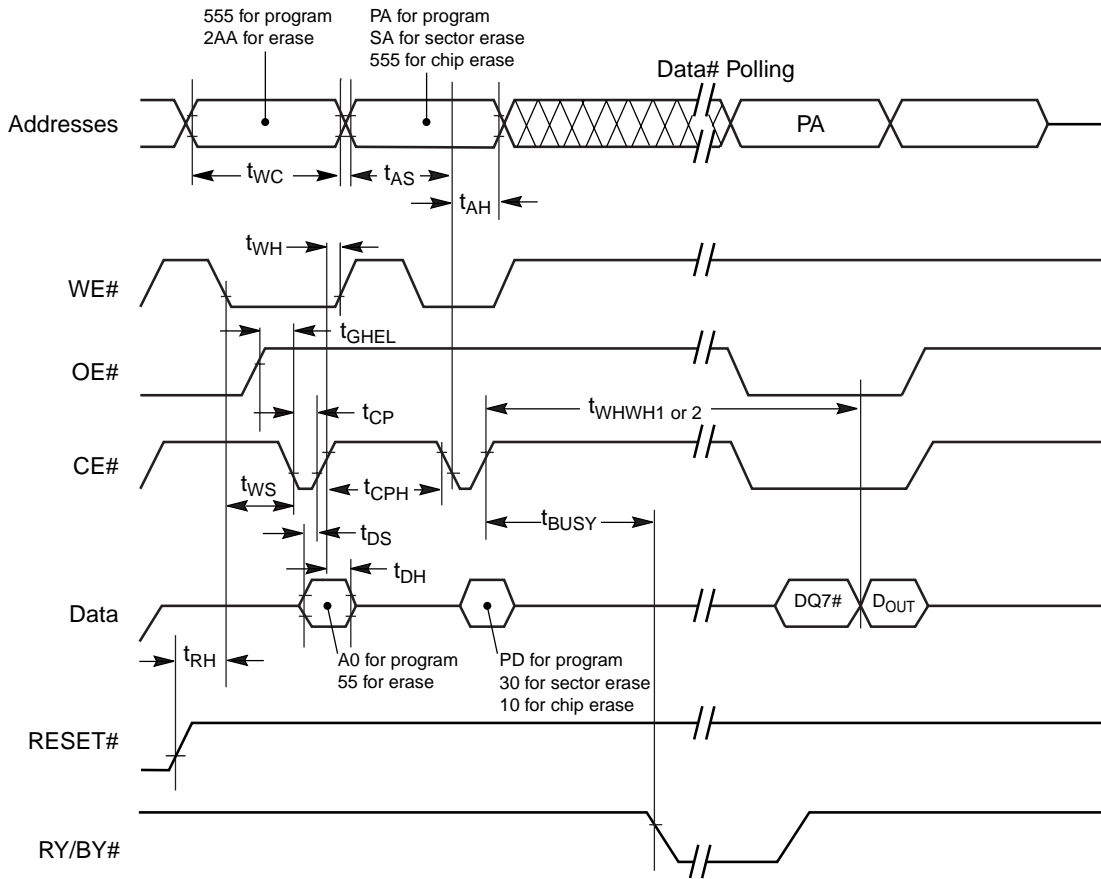 555 for program
2AA for erase
PA for program
SA for sector erase
555 for chip erase
Data# Polling
Addresses
PA
tWC
tAS
tAH
tWH
WE#
tGHEL
OE#
tWHWH1 or 2
tCP
CE#
tWS
tCPH
tBUSY
tDS
tDH
Data
DQ7#
DOUT
tRH
A0 for program
55 for erase
PD for program
30 for sector erase
10 for chip erase
RESET#
RY/BY#